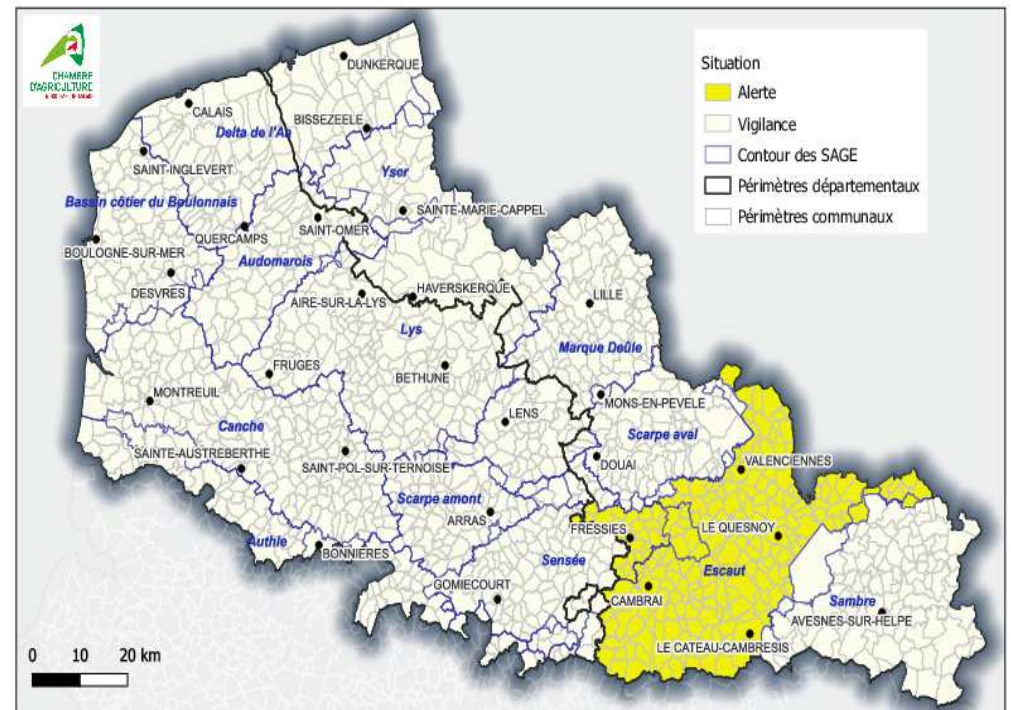 CHAMBRE
D'AGRICULTURE
DUNKERQUE
CALAIS
BISSEZEELE
Delta de l'Aa
SAINT-INGLEVERT
Yser
Bassin côtier du Boulonnais
SAINTE-MARIE-CAPPEL
QUERCAMPS
SAINT-OMER
BOULOGNE-SUR-MER
Audomarois
DESVRES
AIRE-SUR-LA-LYS
HAVERSKERQUE
LILLE
Lys
Marque Deûle
FRUGES
BETHUNE
MONTREUIL
MONS-EN-PEVELE
Canche
LENS
Scarpe aval
SAINTE-AUSTREBERTHE
SAINT-POL-SUR-TERNOISE
DOUAI
VALENCIENNES
Scarpe amont
ARRAS
FRESSIES
LE QUESNOY
Authie
BONNIERES
Sensée
Escaut
GOMIECOURT
CAMBRAI
Sambre
AVESNES-SUR-HELPE
LE CATEAU-CAMBRESIS
Situation
Alerte
Vigilance
Contour des SAGE
Périmètres départementaux
Périmètres communaux
0 10 20 km